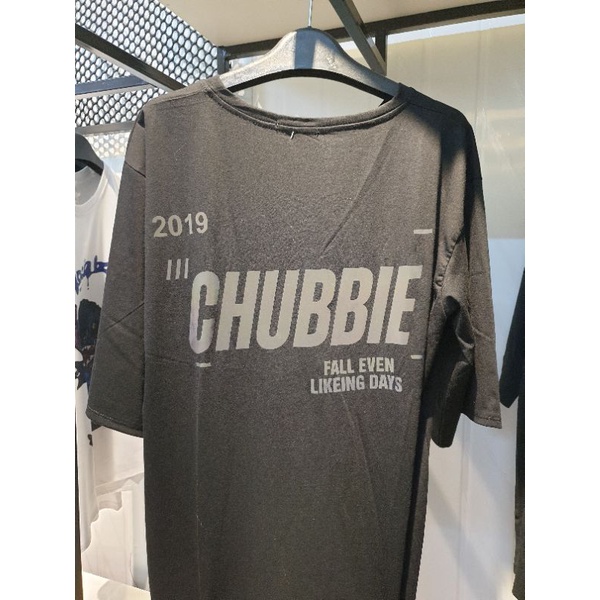 2019
/// CHUBBIE
FALL EVEN
LIKEING DAYS